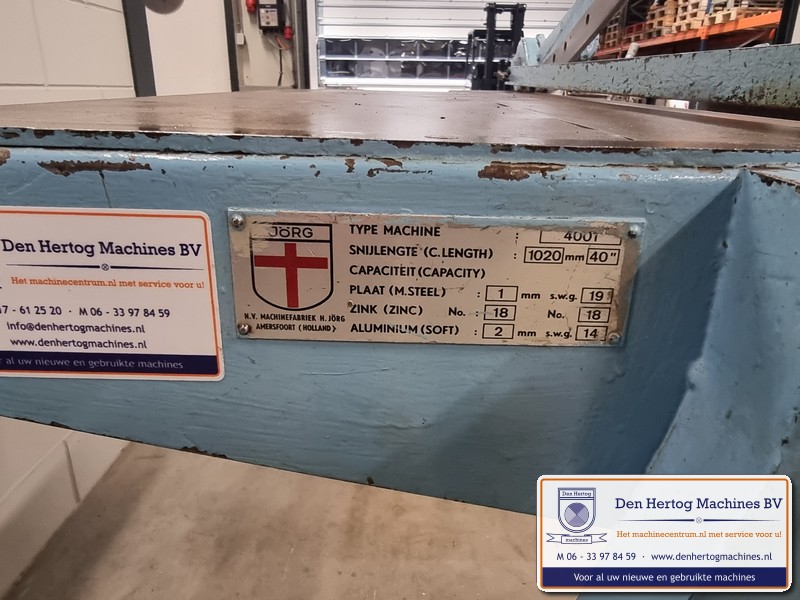 Den Hertog Machines BV
Het machinecentrum.nl met service voor u!
7 - 61 25 20 · M 06 - 33 97 84 59
info@denhertogmachines.nl
www.denhertogmachines.nl
al uw nieuwe en gebruikte machines
JÖRG
N.V. MACHINEFABRIEK H. JÖRG
AMERSFOORT (HOLLAND)
TYPE MACHINE : 4001
SNIJLENGTE (C.LENGTH) : 1020 mm 40"
CAPACITEIT (CAPACITY)
PLAAT (M.STEEL) : 1 mm s.w.g. 19
ZINK (ZINC) No. : 18 No. 18
ALUMINIUM (SOFT) : 2 mm s.w.g. 14
Den Hertog
machines
Den Hertog Machines BV
Het machinecentrum.nl met service voor u!
M 06 - 33 97 84 59 · www.denhertogmachines.nl
Voor al uw nieuwe en gebruikte machines